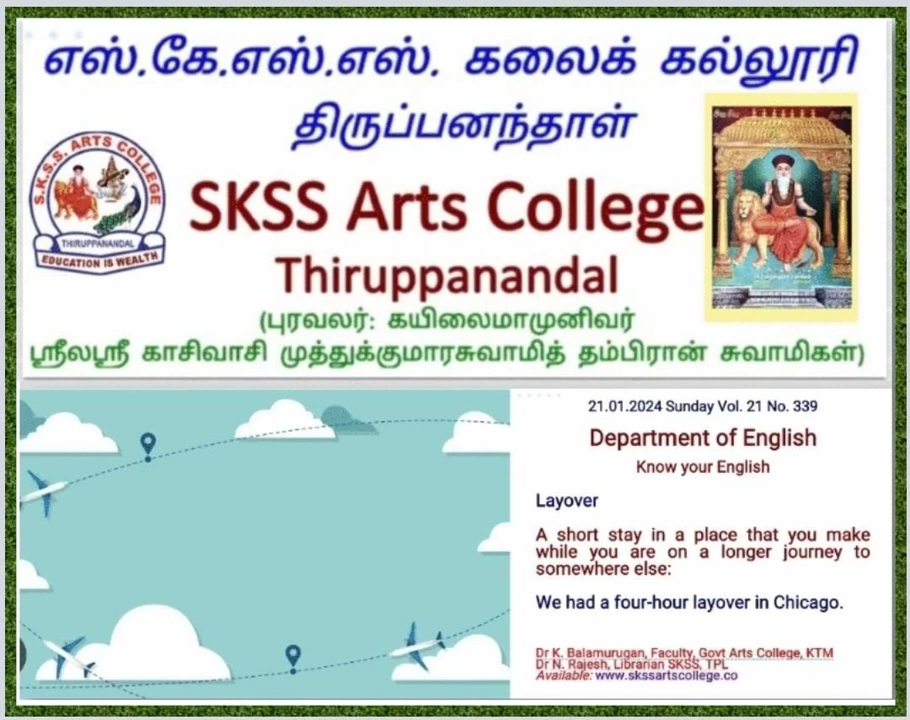 எஸ்.கே.எஸ்.எஸ். கலைக் கல்லூரி
திருப்பனந்தாள்
S.K.S.S. ARTS COLLEGE
THIRUPPANANDAL
EDUCATION IS WEALTH
SKSS Arts College
Thiruppanandal
(புரவலர்: கயிலைமாமுனிவர்
ஸ்ரீலஸ்ரீ காசிவாசி முத்துக்குமாரசுவாமித் தம்பிரான் சுவாமிகள்)
21.01.2024 Sunday Vol. 21 No. 339
Department of English
Know your English
Layover
A short stay in a place that you make
while you are on a longer journey to
somewhere else:
We had a four-hour layover in Chicago.
Dr K. Balamurugan, Faculty, Govt Arts College, KTM
Dr N. Rajesh, Librarian SKSS, TPL
Available: www.skssartscollege.co